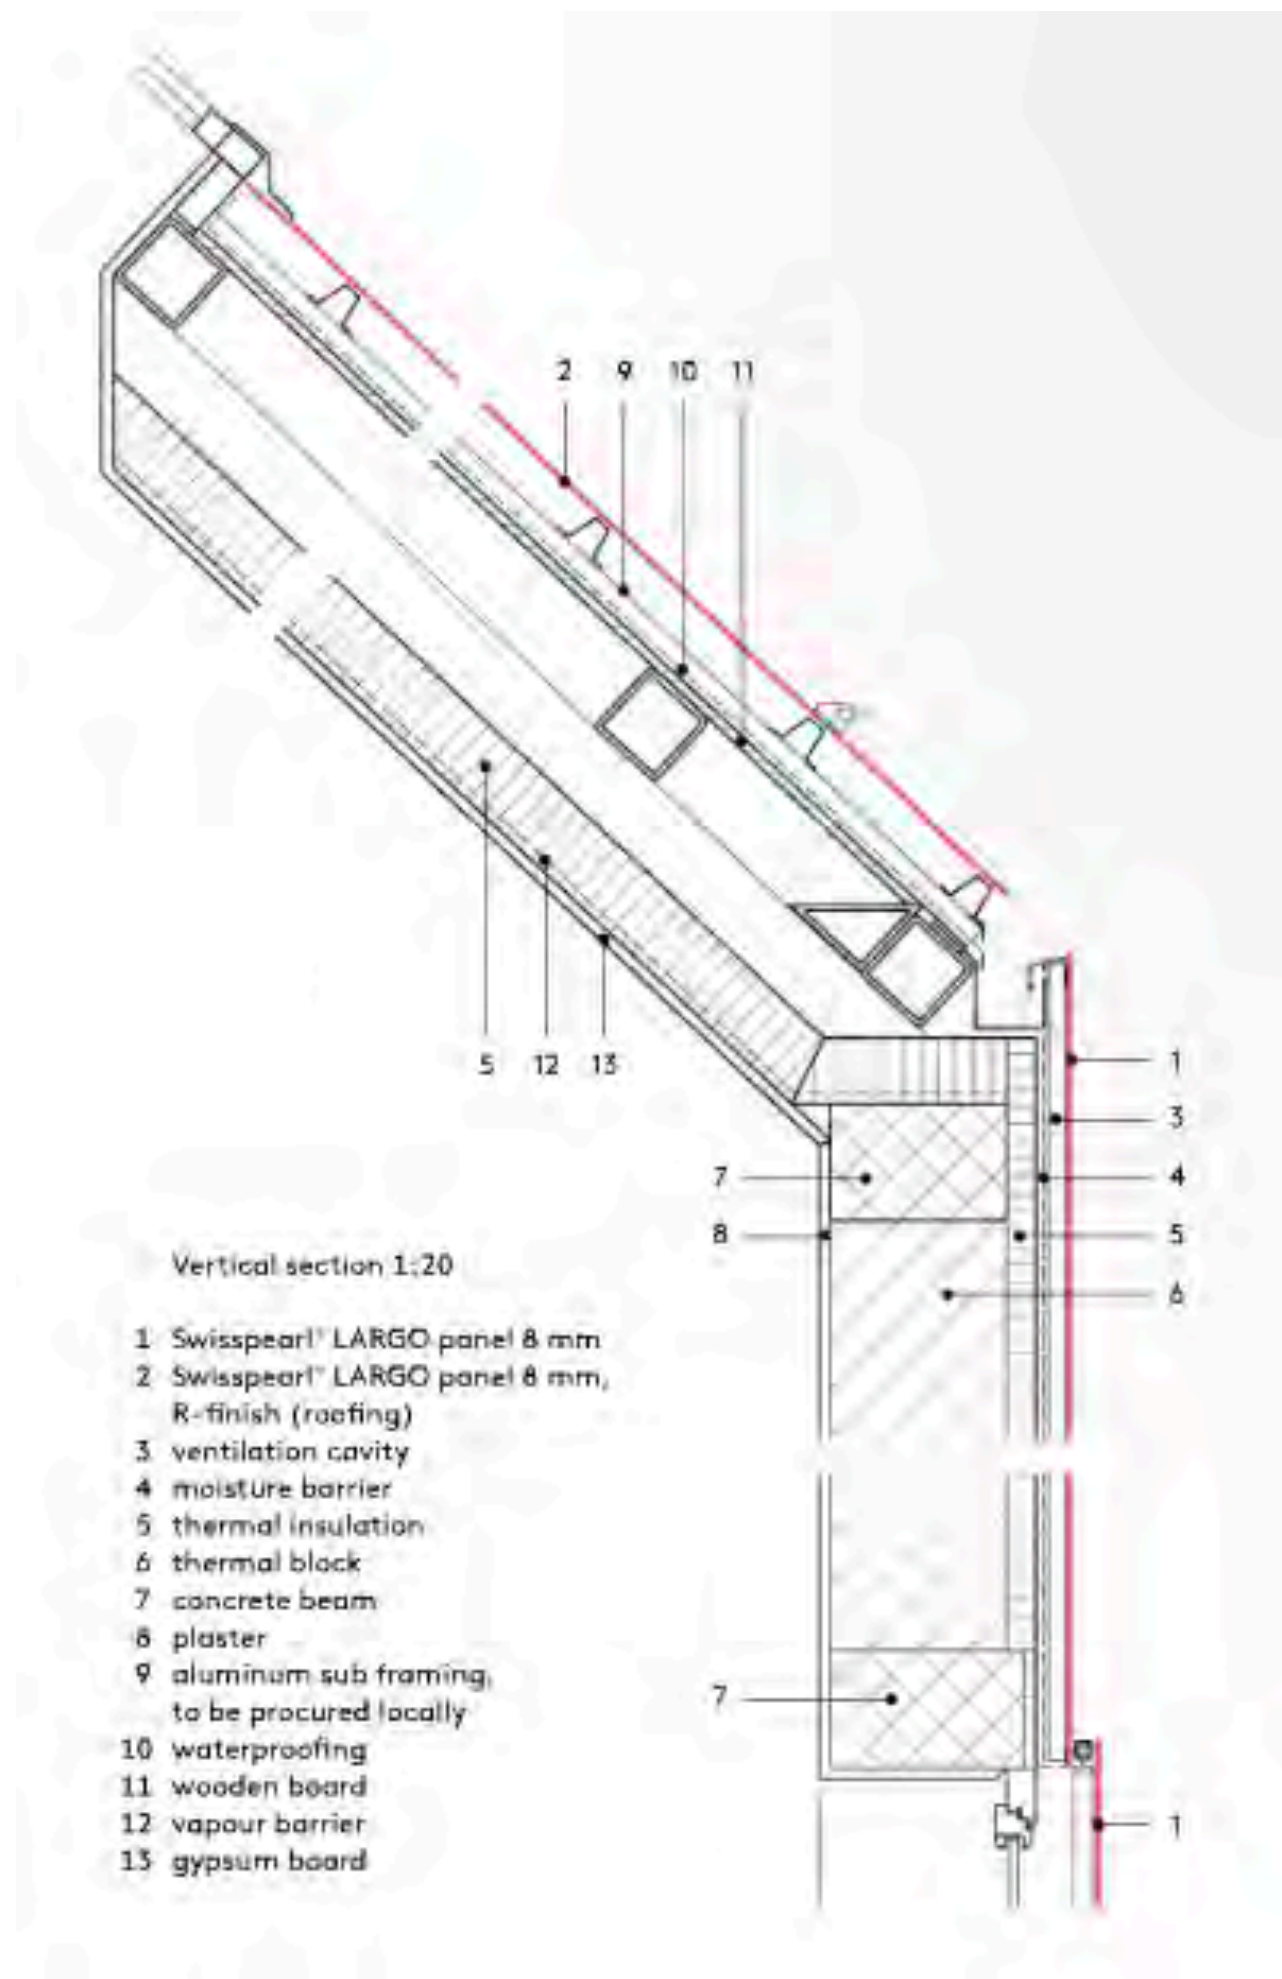 2 9 10 11
5 12 13
1
3
7 4
8 5
6
Vertical section 1:20
1 Swisspearl® LARGO panel 8 mm
2 Swisspearl® LARGO panel 8 mm,
R-finish (roofing)
3 ventilation cavity
4 moisture barrier
5 thermal insulation
6 thermal block
7 concrete beam
8 plaster
9 aluminum sub framing,
to be procured locally
10 waterproofing
11 wooden board
12 vapour barrier
13 gypsum board
7
1